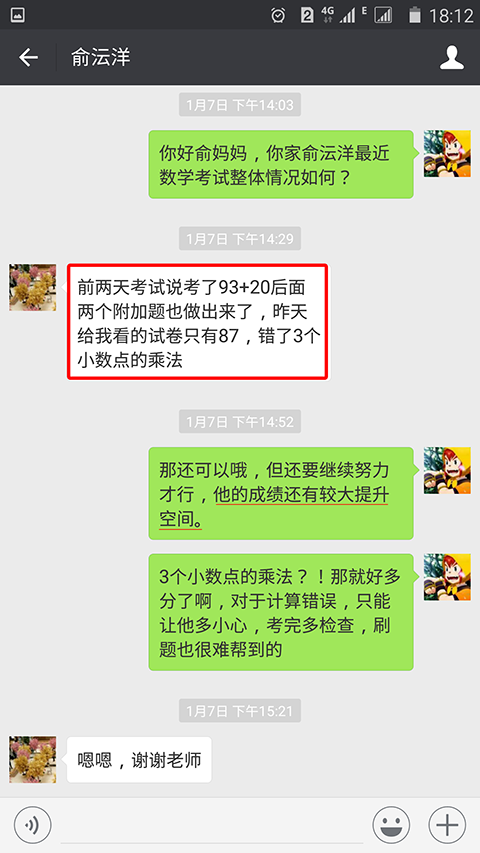 4G
2
E
18:12
俞沄洋
1月7日 下午14:03
你好俞妈妈，你家俞沄洋最近
数学考试整体情况如何？
1月7日 下午14:29
前两天考试说考了93+20后面
两个附加题也做出来了，昨天
给我看的试卷只有87，错了3个
小数点的乘法
1月7日 下午14:52
那还可以哦，但还要继续努力
才行，他的成绩还有较大提升
空间。
3个小数点的乘法？！那就好多
分了啊，对于计算错误，只能
让他多小心，考完多检查，刷
题也很难帮到的
1月7日 下午15:21
嗯嗯，谢谢老师